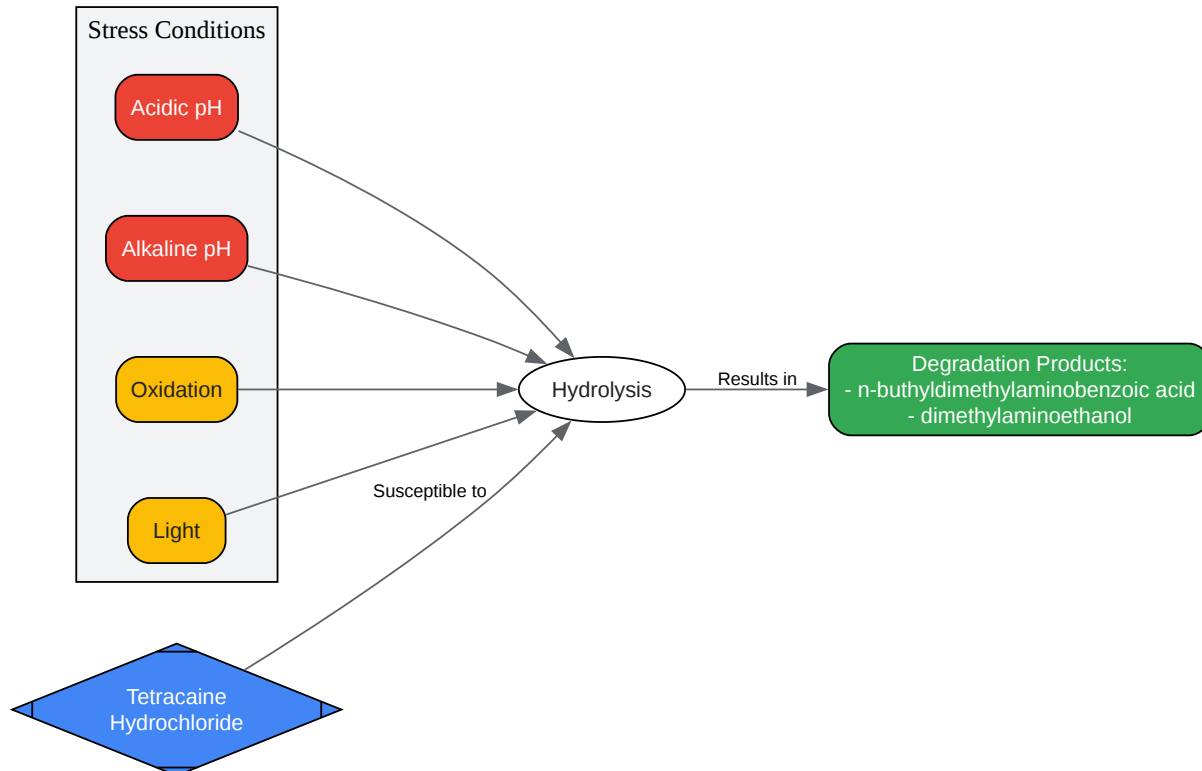 Stress Conditions
Acidic pH
Alkaline pH
Oxidation
Light
Susceptible to
Tetracaine
Hydrochloride
Hydrolysis
Results in
Degradation Products:
- n-buthyldimethylaminobenzoic acid
- dimethylaminoethanol